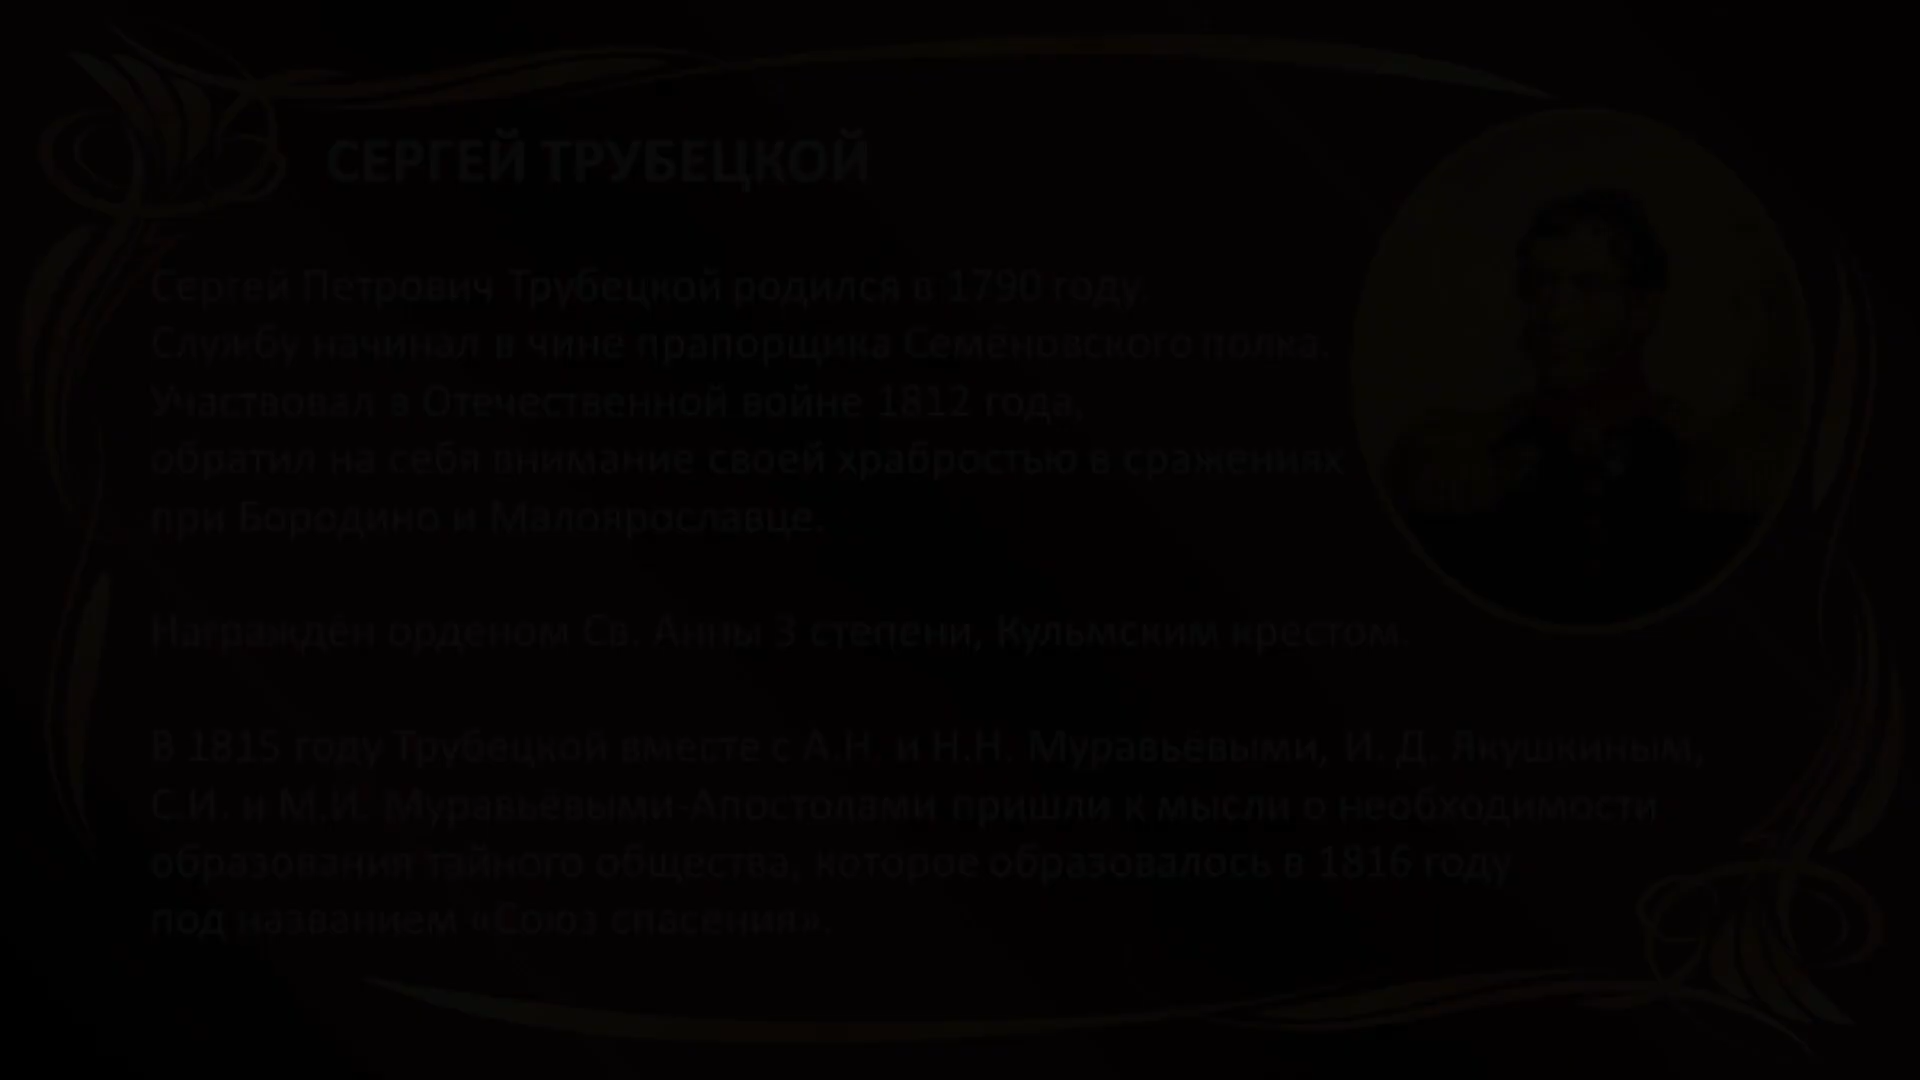 СЕРГЕЙ ТРУБЕЦКОЙ
Сергей Петрович Трубецкой родился в 1790 году.
Службу начинал в чине прапорщика Семёновского полка.
Участвовал в Отечественной войне 1812 года,
обратил на себя внимание своей храбростью в сражениях
при Бородино и Малоярославце.
Награждён орденом Св. Анны 3 степени, Кульмским крестом.
В 1815 году Трубецкой вместе с А.Н. и Н.Н. Муравьёвыми, И. Д. Якушкиным,
С.И. и М.И. Муравьёвыми-Апостолами пришли к мысли о необходимости
образования тайного общества, которое образовалось в 1816 году
под названием «Союз спасения».